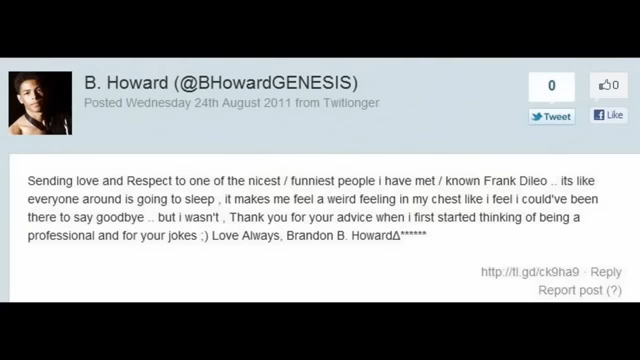 B. Howard (@BHowardGENESIS)
Posted Wednesday 24th August 2011 from Twitlonger
0
Tweet
0
Like
Sending love and Respect to one of the nicest / funniest people i have met / known Frank Dileo .. its like
everyone around is going to sleep , it makes me feel a weird feeling in my chest like i feel i could've been
there to say goodbye .. but i wasn't , Thank you for your advice when i first started thinking of being a
professional and for your jokes ;) Love Always, Brandon B. HowardΔ******
http://tl.gd/ck9ha9 · Reply
Report post (?)